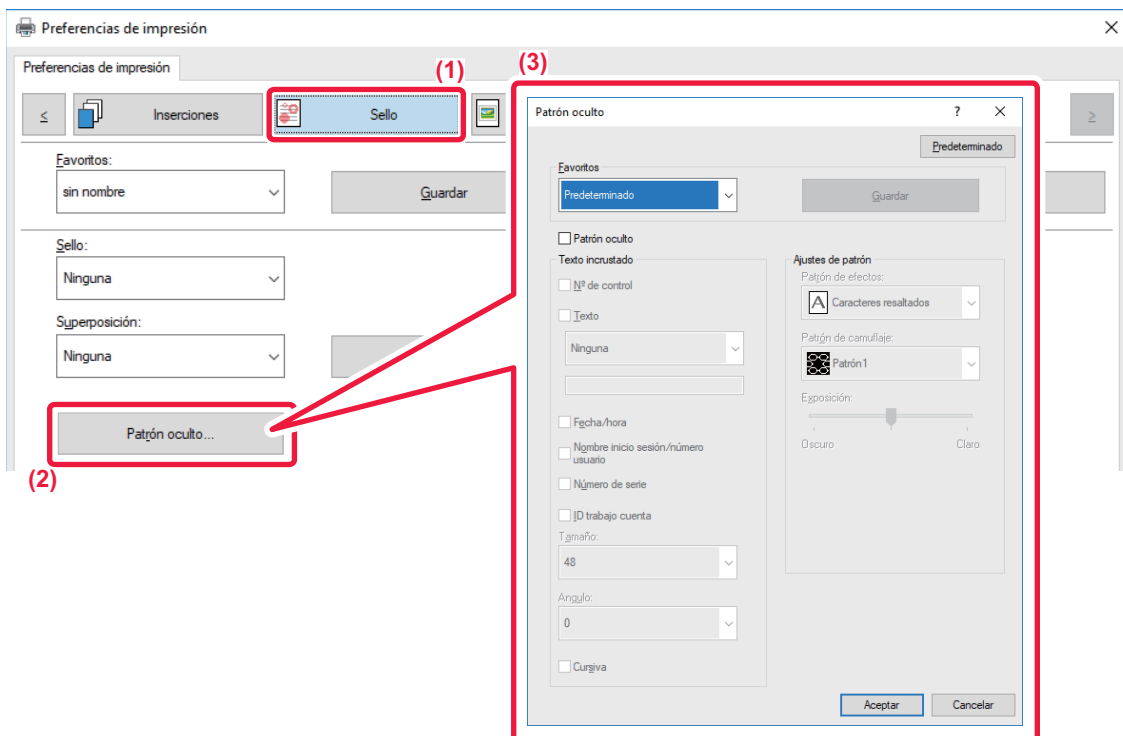 Preferencias de impresión
Preferencias de impresión
(1)
(3)
<
Inserciones
Sello
>
Favoritos:
sin nombre
Guardar
Sello:
Ninguna
Superposición:
Ninguna
Patrón oculto...
(2)
Patrón oculto
?
Predeterminado
Favoritos
Predeterminado
Guardar
Patrón oculto
Texto incrustado
Nº de control
Texto
Ninguna
Fecha/hora
Nombre inicio sesión/número
usuario
Número de serie
ID trabajo cuenta
Tamaño:
48
Angulo:
0
Cursiva
Ajustes de patrón
Patrón de efectos:
A Caracteres resaltados
Patrón de camuflaje:
Patrón1
Exposición:
Oscuro
Claro
Aceptar
Cancelar